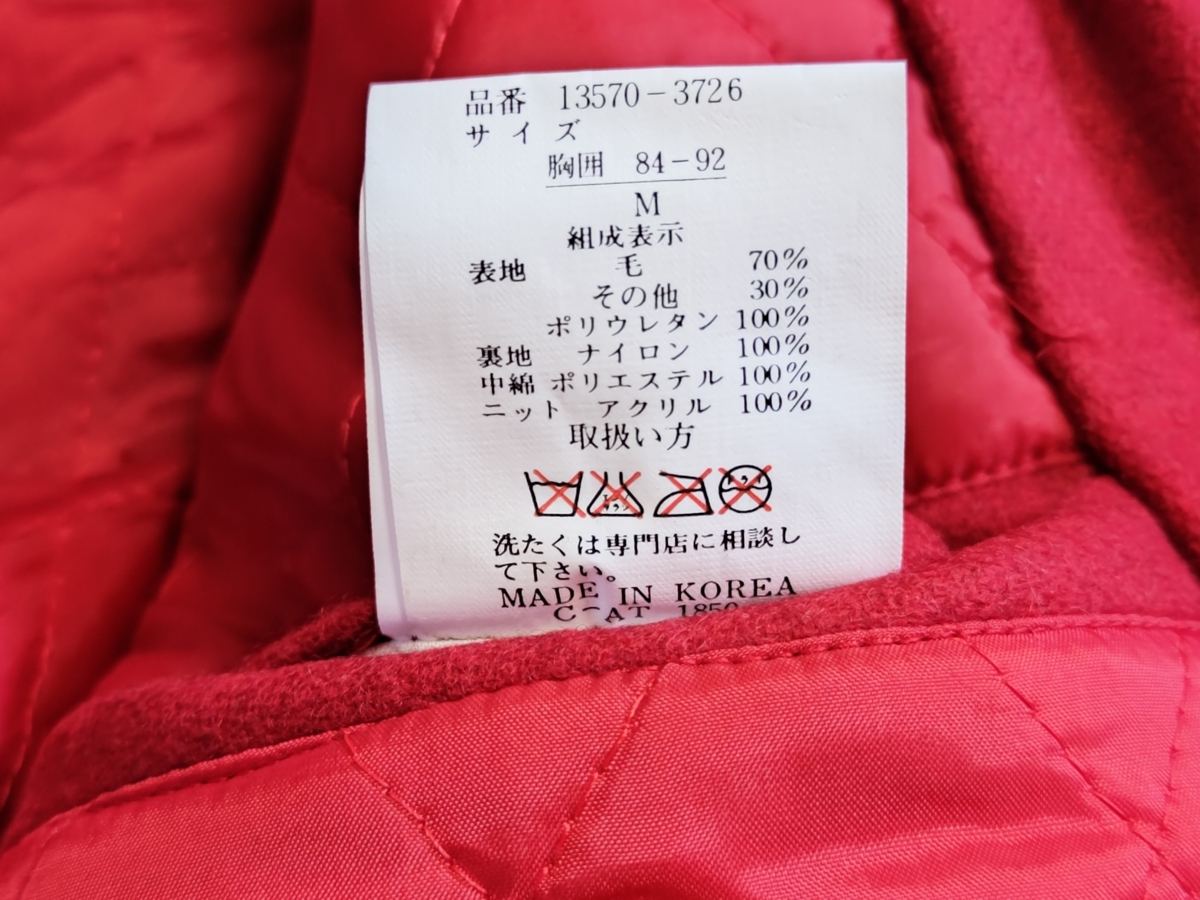 品番 13570-3726
サイズ
胸囲 84-92
M
組成表示
表地 毛 70%
その他 30%
ポリウレタン 100%
裏地 ナイロン 100%
中綿 ポリエステル 100%
ニット アクリル 100%
取扱い方
洗たくは専門店に相談し
て下さい。
MADE IN KOREA